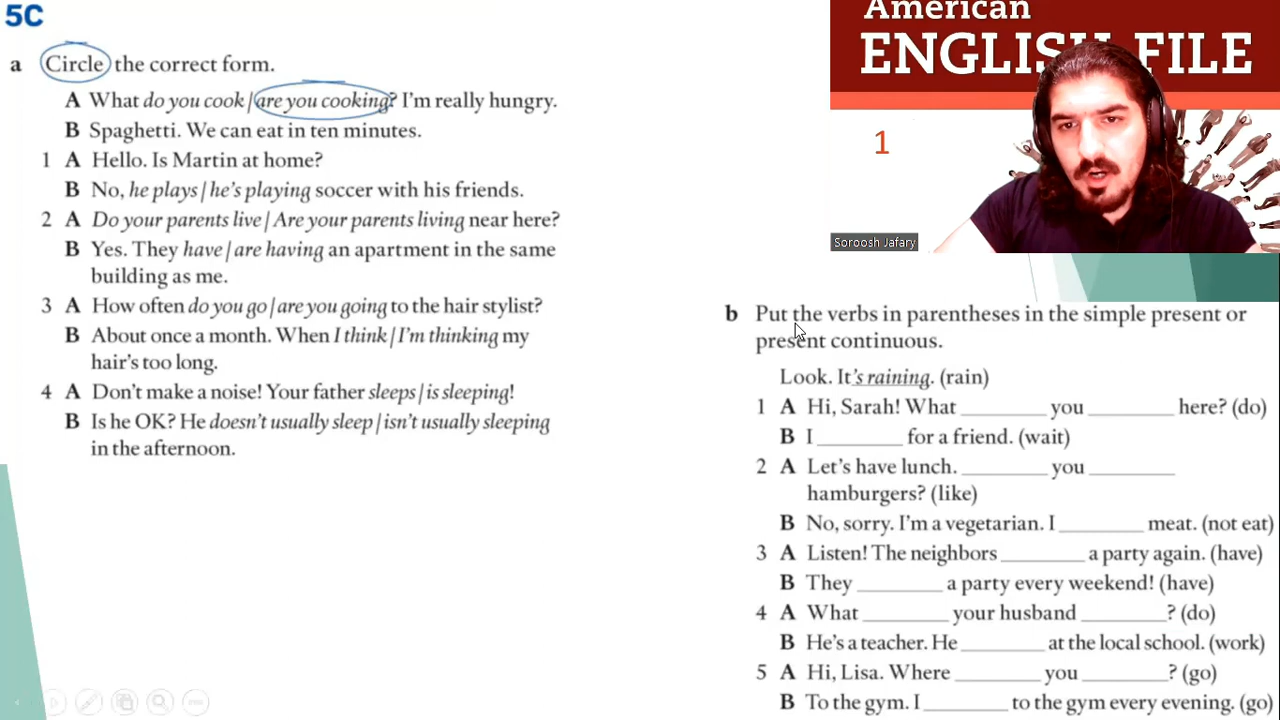 5C
a Circle the correct form.
A What do you cook | are you cooking? I'm really hungry.
B Spaghetti. We can eat in ten minutes.
1 A Hello. Is Martin at home?
B No, he plays | he's playing soccer with his friends.
2 A Do your parents live | Are your parents living near here?
B Yes. They have | are having an apartment in the same
building as me.
3 A How often do you go | are you going to the hair stylist?
B About once a month. When I think | I'm thinking my
hair's too long.
4 A Don't make a noise! Your father sleeps | is sleeping!
B Is he OK? He doesn't usually sleep | isn't usually sleeping
in the afternoon.
American
ENGLISH FILE
1
Soroosh Jafary
b Put the verbs in parentheses in the simple present or
present continuous.
Look. It's raining. (rain)
1 A Hi, Sarah! What ________ you ________ here? (do)
B I ________ for a friend. (wait)
2 A Let's have lunch. ________ you ________
hamburgers? (like)
B No, sorry. I'm a vegetarian. I ________ meat. (not eat)
3 A Listen! The neighbors ________ a party again. (have)
B They ________ a party every weekend! (have)
4 A What ________ your husband ________? (do)
B He's a teacher. He ________ at the local school. (work)
5 A Hi, Lisa. Where ________ you ________? (go)
B To the gym. I ________ to the gym every evening. (go)